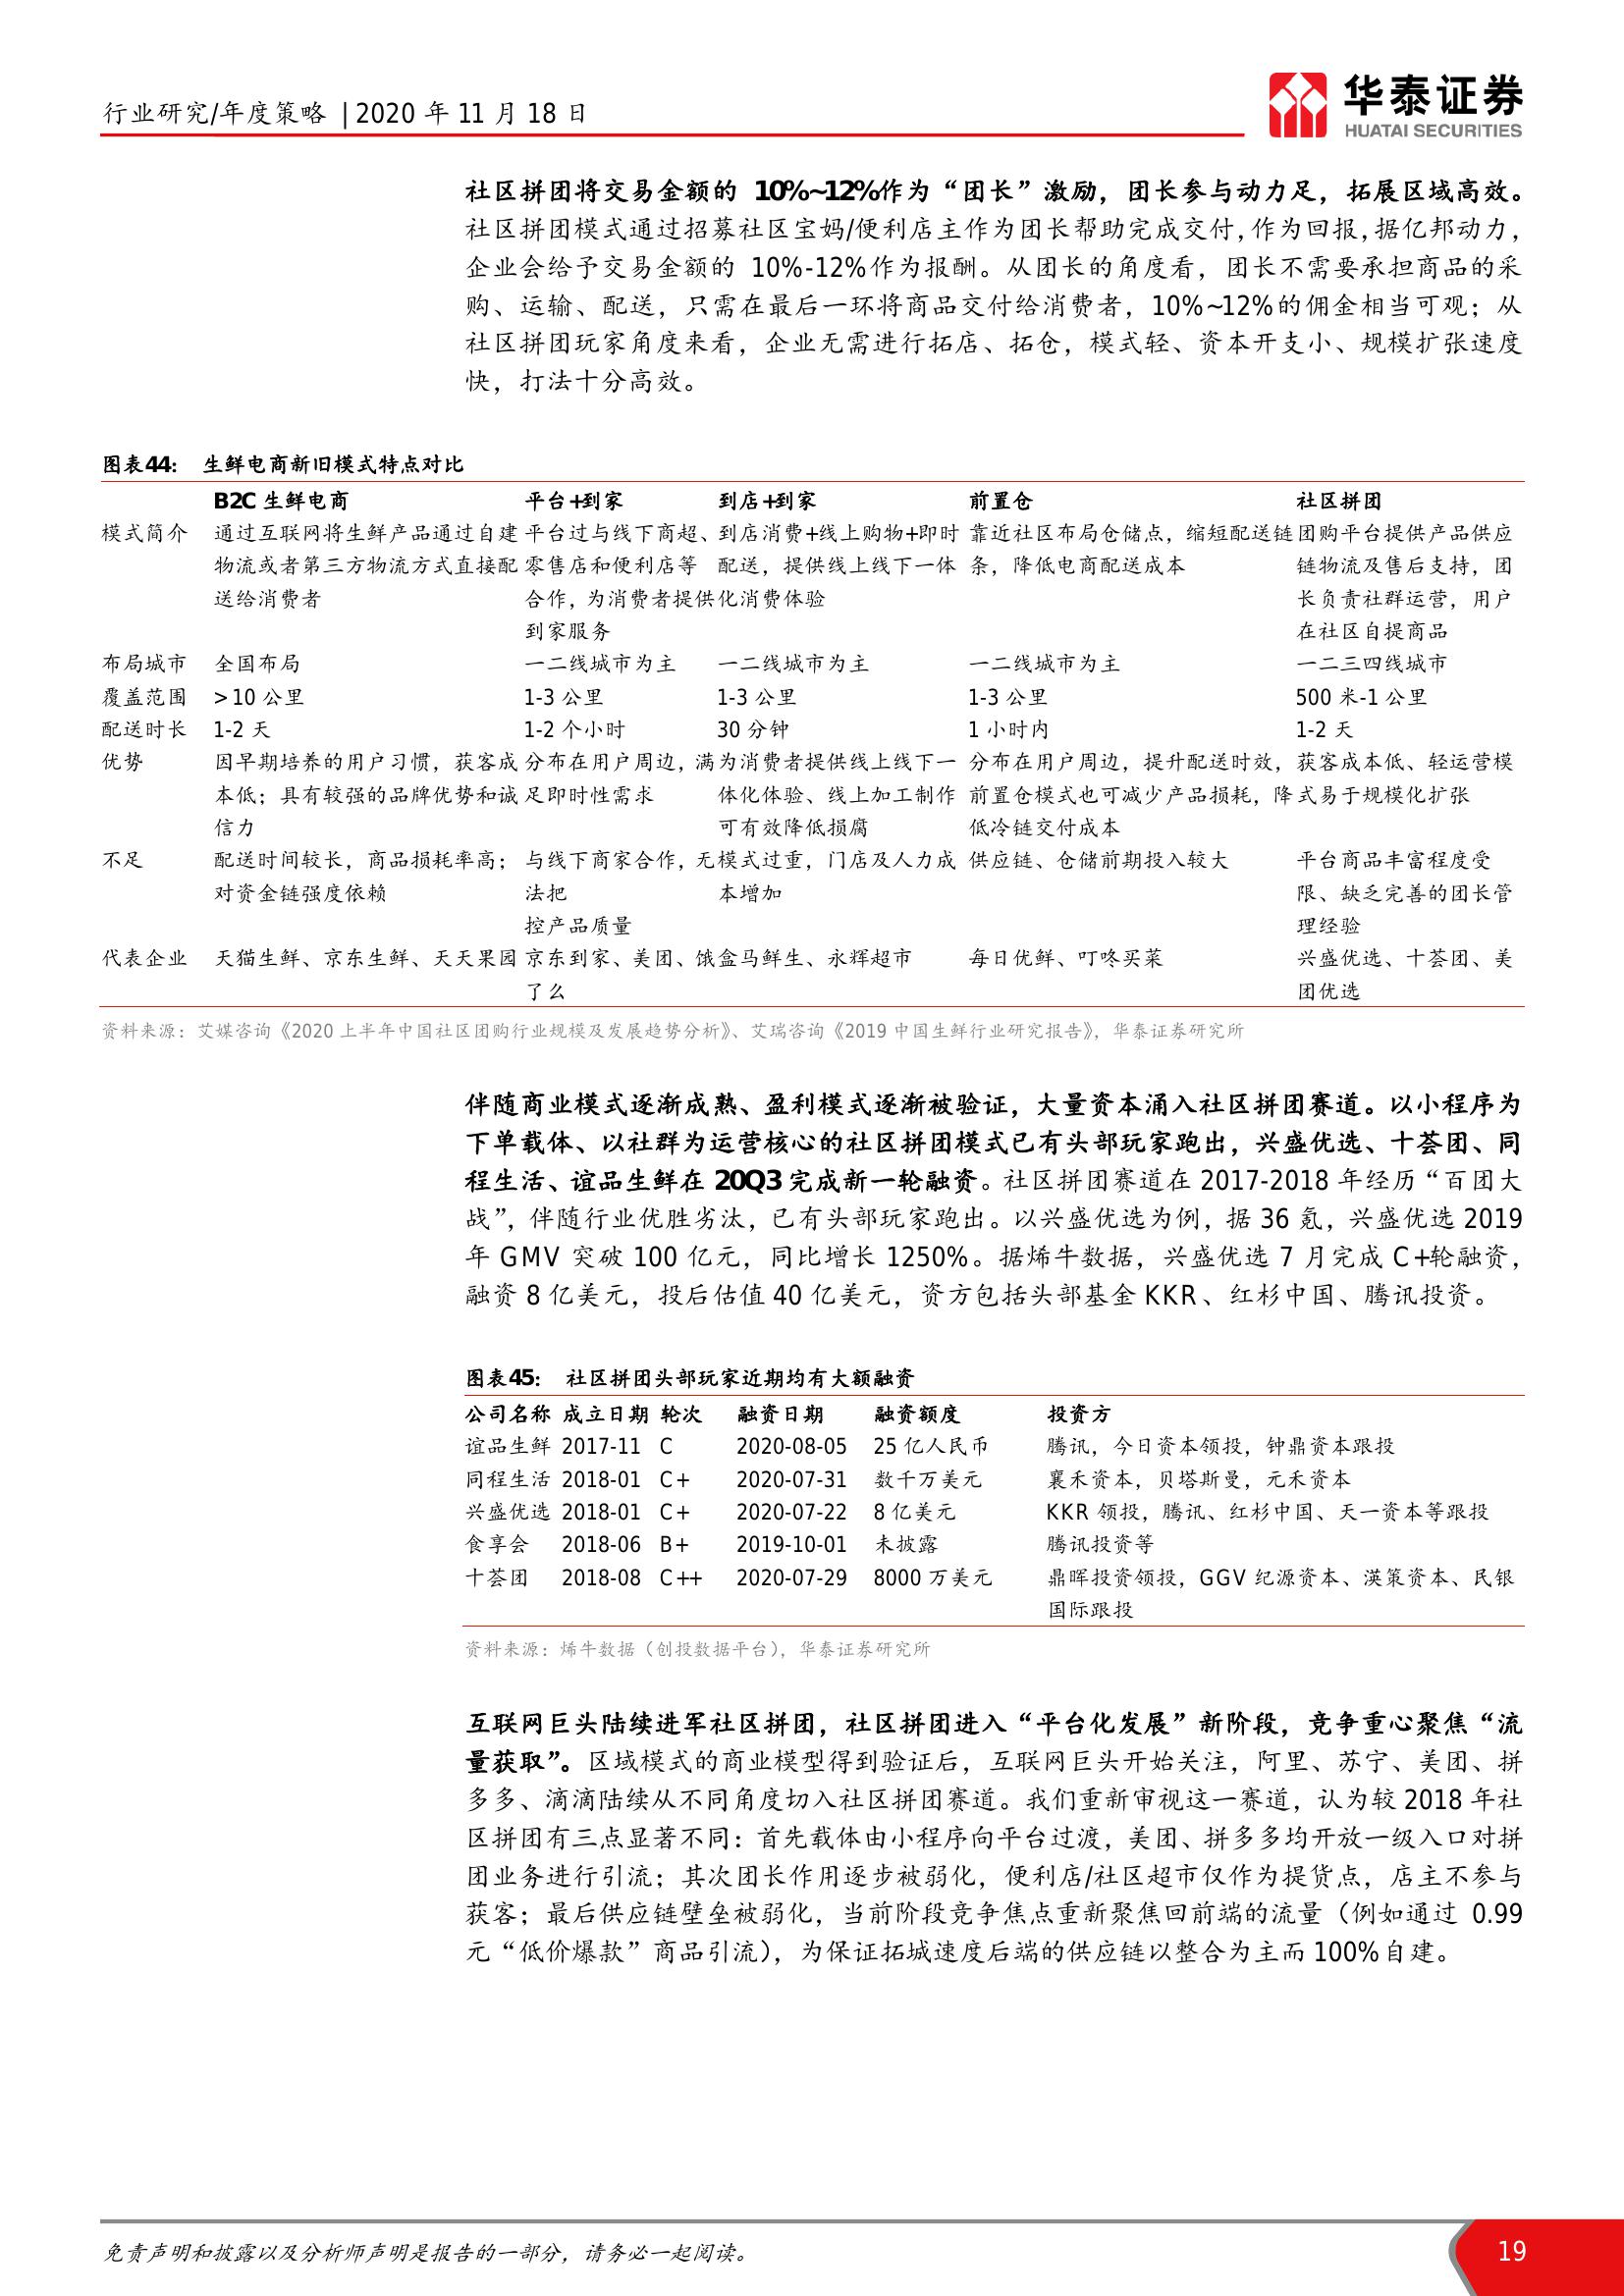 行业研究/年度策略 | 2020 年 11 月 18 日
华泰证券
HUATAI SECURITIES
社区拼团将交易金额的 10%~12%作为“团长”激励，团长参与动力足，拓展区域高效。
社区拼团模式通过招募社区宝妈/便利店主作为团长帮助完成交付，作为回报，据亿邦动力，
企业会给予交易金额的 10%-12%作为报酬。从团长的角度看，团长不需要承担商品的采
购、运输、配送，只需在最后一环将商品交付给消费者，10%~12%的佣金相当可观；从
社区拼团玩家角度来看，企业无需进行拓店、拓仓，模式轻、资本开支小、规模扩张速度
快，打法十分高效。
图表44： 生鲜电商新旧模式特点对比
B2C 生鲜电商 平台+到家 到店+到家 前置仓 社区拼团
模式简介 通过互联网将生鲜产品通过自建 平台过与线下商超、 到店消费+线上购物+即时 靠近社区布局仓储点，缩短配送链 团购平台提供产品供应
物流或者第三方物流方式直接配 零售店和便利店等 配送，提供线上线下一体 条，降低电商配送成本 链物流及售后支持，团
送给消费者 合作，为消费者提供 化消费体验 长负责社群运营，用户
到家服务 在社区自提商品
布局城市 全国布局 一二线城市为主 一二线城市为主 一二线城市为主 一二三四线城市
覆盖范围 > 10 公里 1-3 公里 1-3 公里 1-3 公里 500 米-1 公里
配送时长 1-2 天 1-2 个小时 30 分钟 1 小时内 1-2 天
优势 因早期培养的用户习惯，获客成 分布在用户周边，满 为消费者提供线上线下一 分布在用户周边，提升配送时效， 获客成本低、轻运营模
本低；具有较强的品牌优势和诚 足即时性需求 体化体验、线上加工制作 前置仓模式也可减少产品损耗，降 式易于规模化扩张
信力 可有效降低损腐 低冷链交付成本
不足 配送时间较长，商品损耗率高； 与线下商家合作，无 模式过重，门店及人力成 供应链、仓储前期投入较大 平台商品丰富程度受
对资金链强度依赖 法把 本增加 限、缺乏完善的团长管
控产品质量 理经验
代表企业 天猫生鲜、京东生鲜、天天果园 京东到家、美团、饿 盒马鲜生、永辉超市 每日优鲜、叮咚买菜 兴盛优选、十荟团、美
了么 团优选
资料来源：艾媒咨询《2020 上半年中国社区团购行业规模及发展趋势分析》、艾瑞咨询《2019 中国生鲜行业研究报告》，华泰证券研究所
伴随商业模式逐渐成熟、盈利模式逐渐被验证，大量资本涌入社区拼团赛道。以小程序为
下单载体、以社群为运营核心的社区拼团模式已有头部玩家跑出，兴盛优选、十荟团、同
程生活、谊品生鲜在 20Q3 完成新一轮融资。社区拼团赛道在 2017-2018 年经历“百团大
战”，伴随行业优胜劣汰，已有头部玩家跑出。以兴盛优选为例，据 36 氪，兴盛优选 2019
年 GMV 突破 100 亿元，同比增长 1250%。据烯牛数据，兴盛优选 7 月完成 C+轮融资，
融资 8 亿美元，投后估值 40 亿美元，资方包括头部基金 KKR、红杉中国、腾讯投资。
图表45： 社区拼团头部玩家近期均有大额融资
公司名称 成立日期 轮次 融资日期 融资额度 投资方
谊品生鲜 2017-11 C 2020-08-05 25 亿人民币 腾讯，今日资本领投，钟鼎资本跟投
同程生活 2018-01 C+ 2020-07-31 数千万美元 襄禾资本，贝塔斯曼，元禾资本
兴盛优选 2018-01 C+ 2020-07-22 8 亿美元 KKR 领投，腾讯、红杉中国、天一资本等跟投
食享会 2018-06 B+ 2019-10-01 未披露 腾讯投资等
十荟团 2018-08 C++ 2020-07-29 8000 万美元 鼎晖投资领投，GGV 纪源资本、渶策资本、民银
国际跟投
资料来源：烯牛数据（创投数据平台），华泰证券研究所
互联网巨头陆续进军社区拼团，社区拼团进入“平台化发展”新阶段，竞争重心聚焦“流
量获取”。区域模式的商业模型得到验证后，互联网巨头开始关注，阿里、苏宁、美团、拼
多多、滴滴陆续从不同角度切入社区拼团赛道。我们重新审视这一赛道，认为较 2018 年社
区拼团有三点显著不同：首先载体由小程序向平台过渡，美团、拼多多均开放一级入口对拼
团业务进行引流；其次团长作用逐步被弱化，便利店/社区超市仅作为提货点，店主不参与
获客；最后供应链壁垒被弱化，当前阶段竞争焦点重新聚焦回前端的流量（例如通过 0.99
元“低价爆款”商品引流），为保证拓城速度后端的供应链以整合为主而 100%自建。
免责声明和披露以及分析师声明是报告的一部分，请务必一起阅读。
19